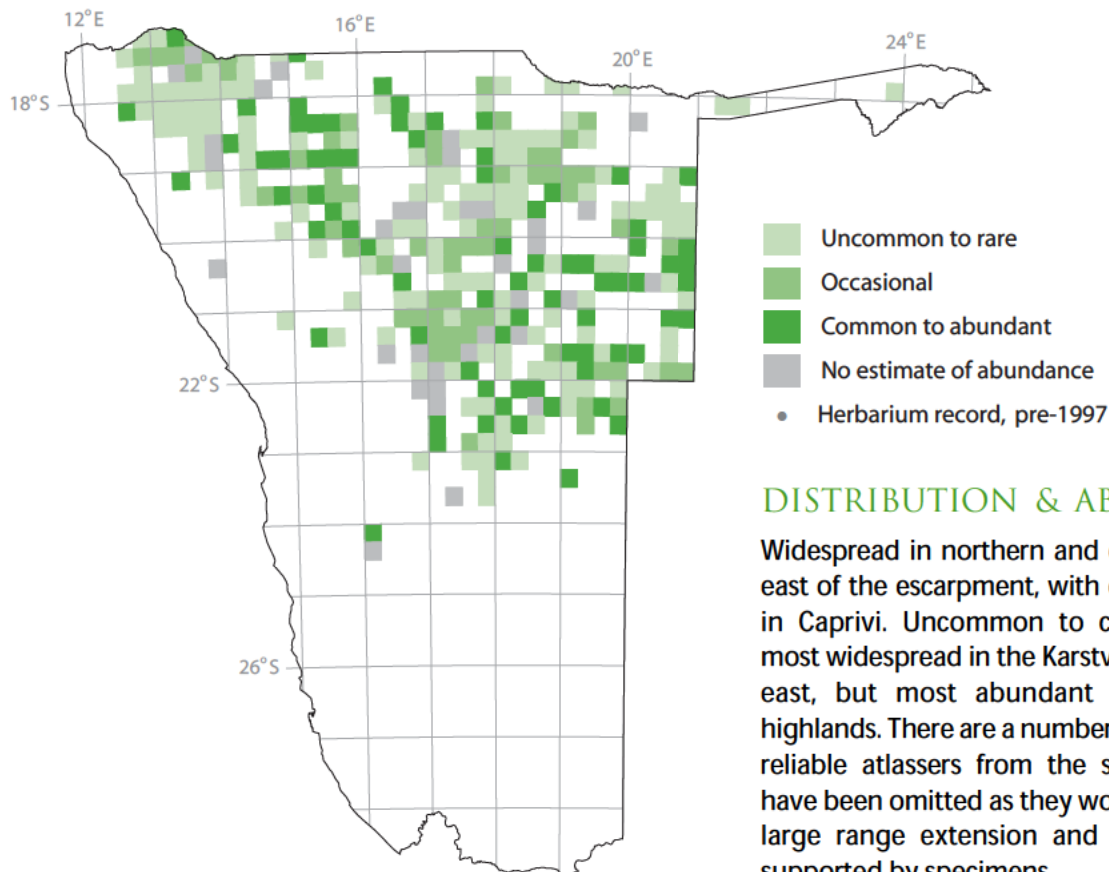 12°E
16°E
20°E
24°E
18°S
22°S
26°S
Uncommon to rare
Occasional
Common to abundant
No estimate of abundance
Herbarium record, pre-1997
DISTRIBUTION & AB
Widespread in northern and
east of the escarpment, with
in Caprivi. Uncommon to
most widespread in the Karstv
east, but most abundant
highlands. There are a number
reliable atlassers from the s
have been omitted as they wo
large range extension and
supported by specimens